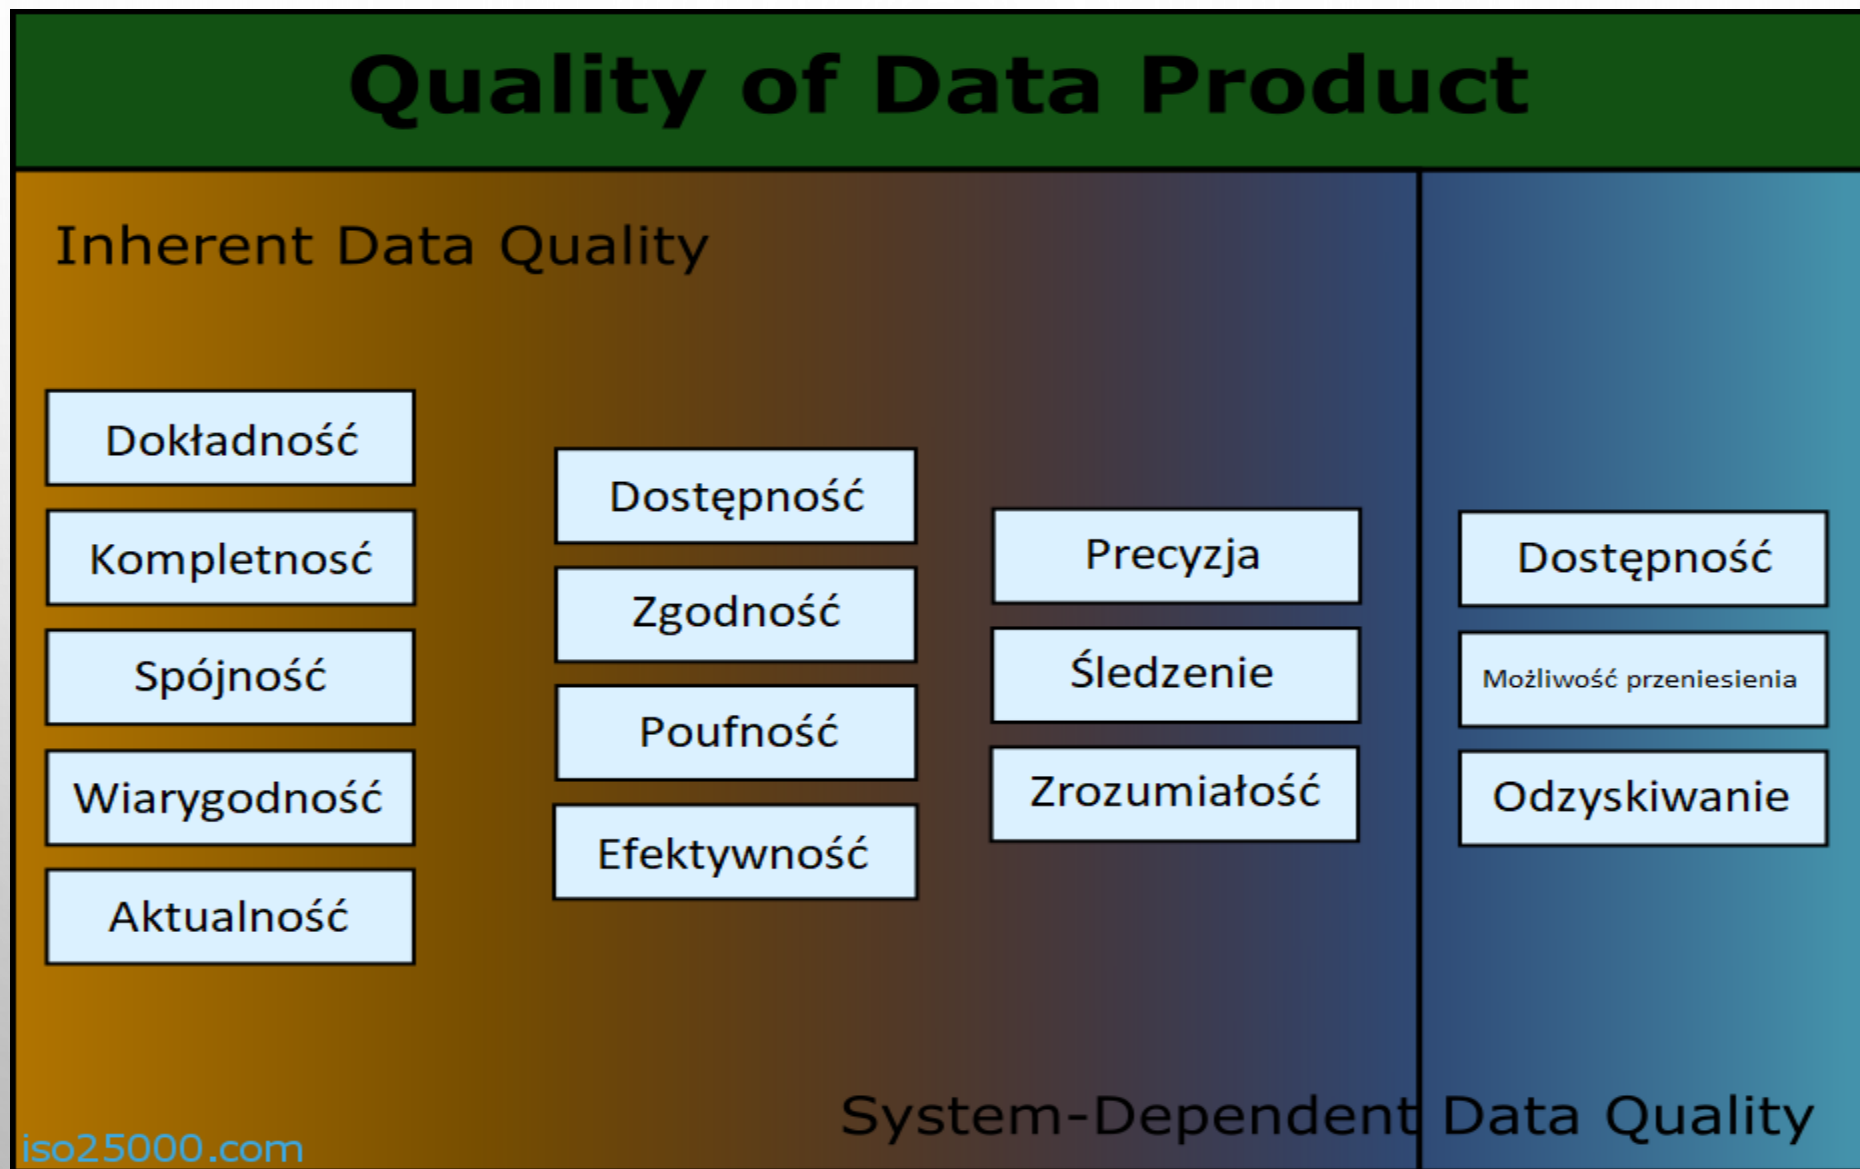 Quality of Data Product
Inherent Data Quality
Dokładność
Kompletnosć
Spójność
Wiarygodność
Aktualność
Dostępność
Zgodność
Poufność
Efektywność
Precyzja
Śledzenie
Zrozumiałość
Dostępność
Możliwość przeniesienia
Odzyskiwanie
System-Dependent Data Quality
iso25000.com